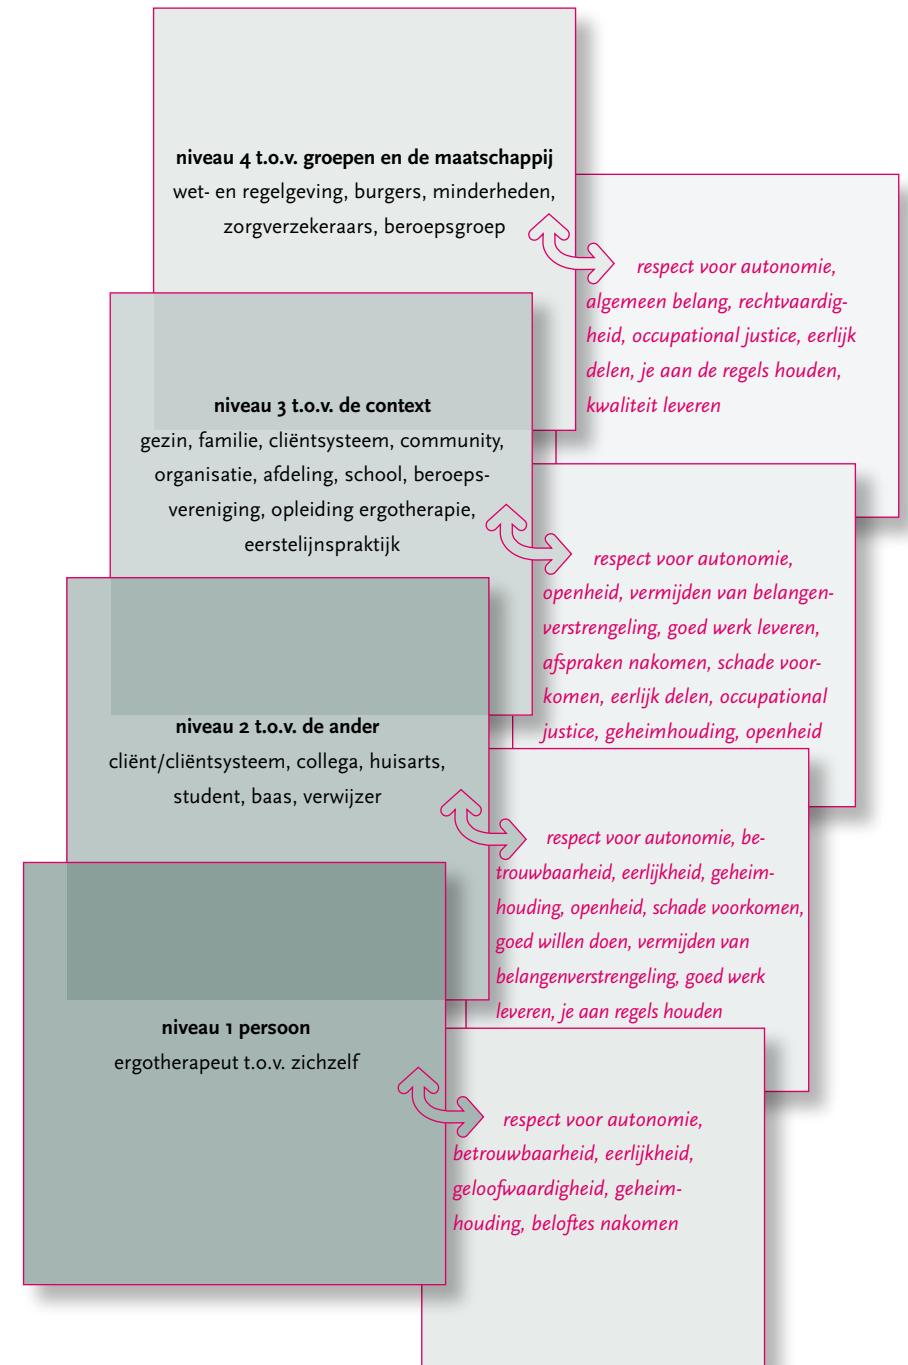 niveau 4 t.o.v. groepen en de maatschappij
wet- en regelgeving, burgers, minderheden,
zorgverzekeraars, beroepsgroep
respect voor autonomie,
algemeen belang, rechtvaardig-
heid, occupational justice, eerlijk
delen, je aan de regels houden,
kwaliteit leveren
niveau 3 t.o.v. de context
gezin, familie, cliëntsysteem, community,
organisatie, afdeling, school, beroeps-
vereniging, opleiding ergotherapie,
eerstelijnspraktijk
respect voor autonomie,
openheid, vermijden van belangen-
verstrengeling, goed werk leveren,
afspraken nakomen, schade voor-
komen, eerlijk delen, occupational
justice, geheimhouding, openheid
niveau 2 t.o.v. de ander
cliënt/cliëntsysteem, collega, huisarts,
student, baas, verwijzer
respect voor autonomie, be-
trouwbaarheid, eerlijkheid, geheim-
houding, openheid, schade voorkomen,
goed willen doen, vermijden van
belangenverstrengeling, goed werk
leveren, je aan regels houden
niveau 1 persoon
ergotherapeut t.o.v. zichzelf
respect voor autonomie,
betrouwbaarheid, eerlijkheid,
geloofwaardigheid, geheim-
houding, beloftes nakomen